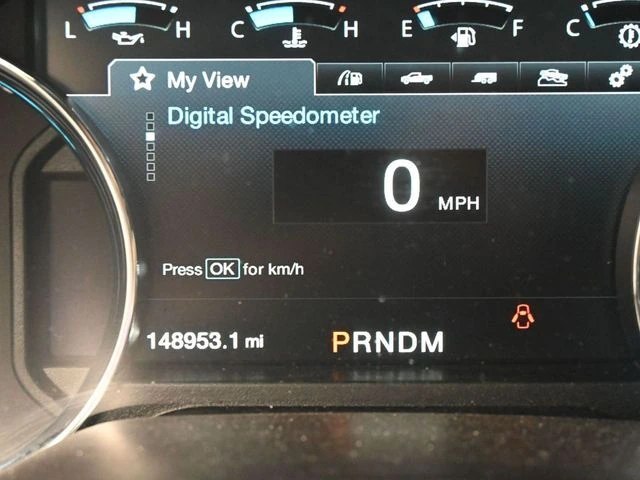 L H C H E F C
My View
Digital Speedometer
0 MPH
Press OK for km/h
148953.1 mi PRNDM